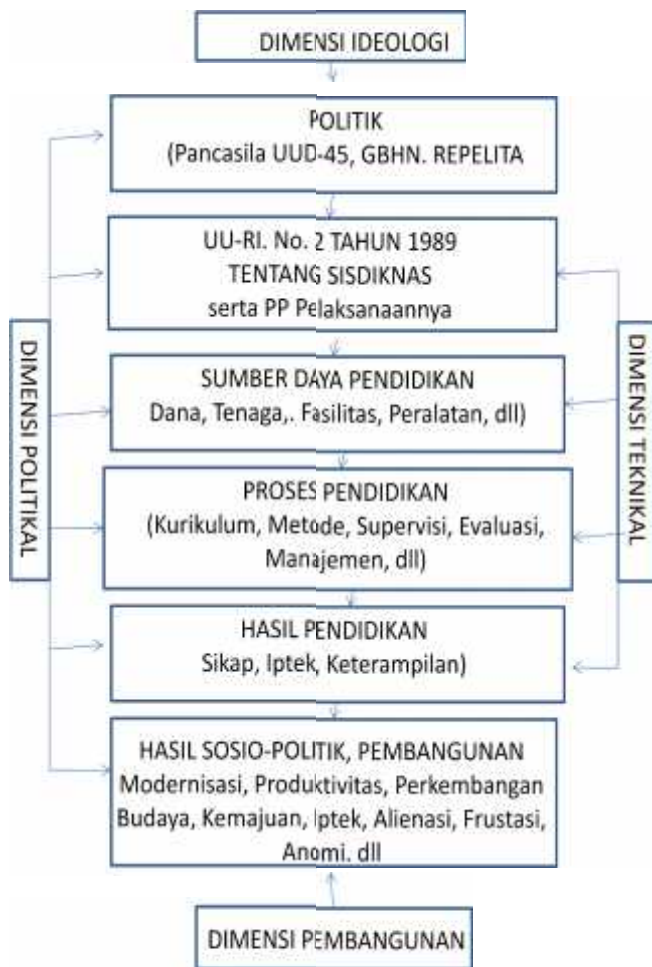 DIMENSI IDEOLOGI
POLITIK
(Pancasila UUD-45, GBHN. REPELITA
UU-RI. No. 2 TAHUN 1989
TENTANG SISDIKNAS
serta PP Pelaksanaannya
DIMENSI POLITIKAL
DIMENSI TEKNIKAL
SUMBER DAYA PENDIDIKAN
Dana, Tenaga,. Fasilitas, Peralatan, dll)
PROSES PENDIDIKAN
(Kurikulum, Metode, Supervisi, Evaluasi,
Manajemen, dll)
HASIL PENDIDIKAN
Sikap, Iptek, Keterampilan)
HASIL SOSIO-POLITIK, PEMBANGUNAN
Modernisasi, Produktivitas, Perkembangan
Budaya, Kemajuan, Iptek, Alienasi, Frustasi,
Anomi. dll
DIMENSI PEMBANGUNAN